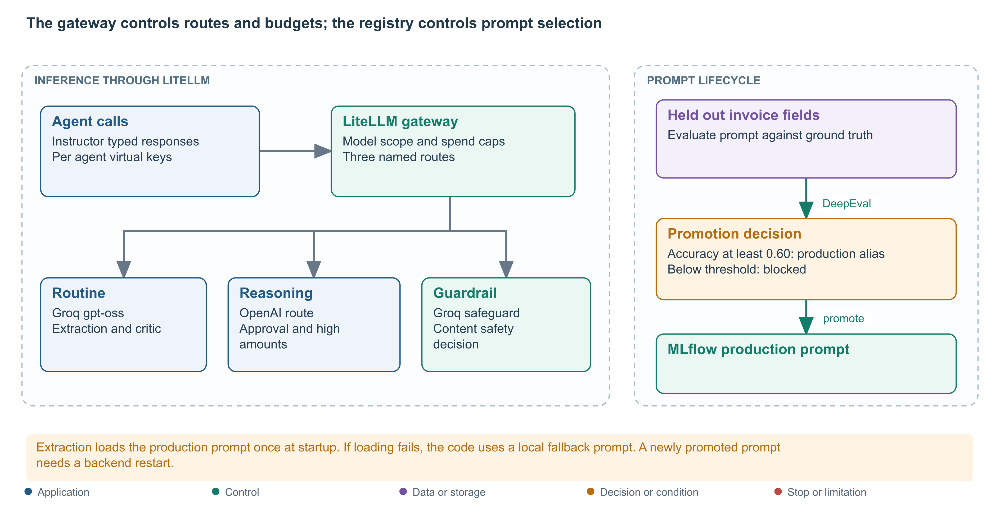 The gateway controls routes and budgets; the registry controls prompt selection
INFERENCE THROUGH LITELLM
Agent calls
Instructor typed responses
Per agent virtual keys
LiteLLM gateway
Model scope and spend caps
Three named routes
Routine
Groq gpt-oss
Extraction and critic
Reasoning
OpenAI route
Approval and high
amounts
Guardrail
Groq safeguard
Content safety
decision
PROMPT LIFECYCLE
Held out invoice fields
Evaluate prompt against ground truth
DeepEval
Promotion decision
Accuracy at least 0.60: production alias
Below threshold: blocked
promote
MLflow production prompt
Extraction loads the production prompt once at startup. If loading fails, the code uses a local fallback prompt. A newly promoted prompt
needs a backend restart.
Application
Control
Data or storage
Decision or condition
Stop or limitation